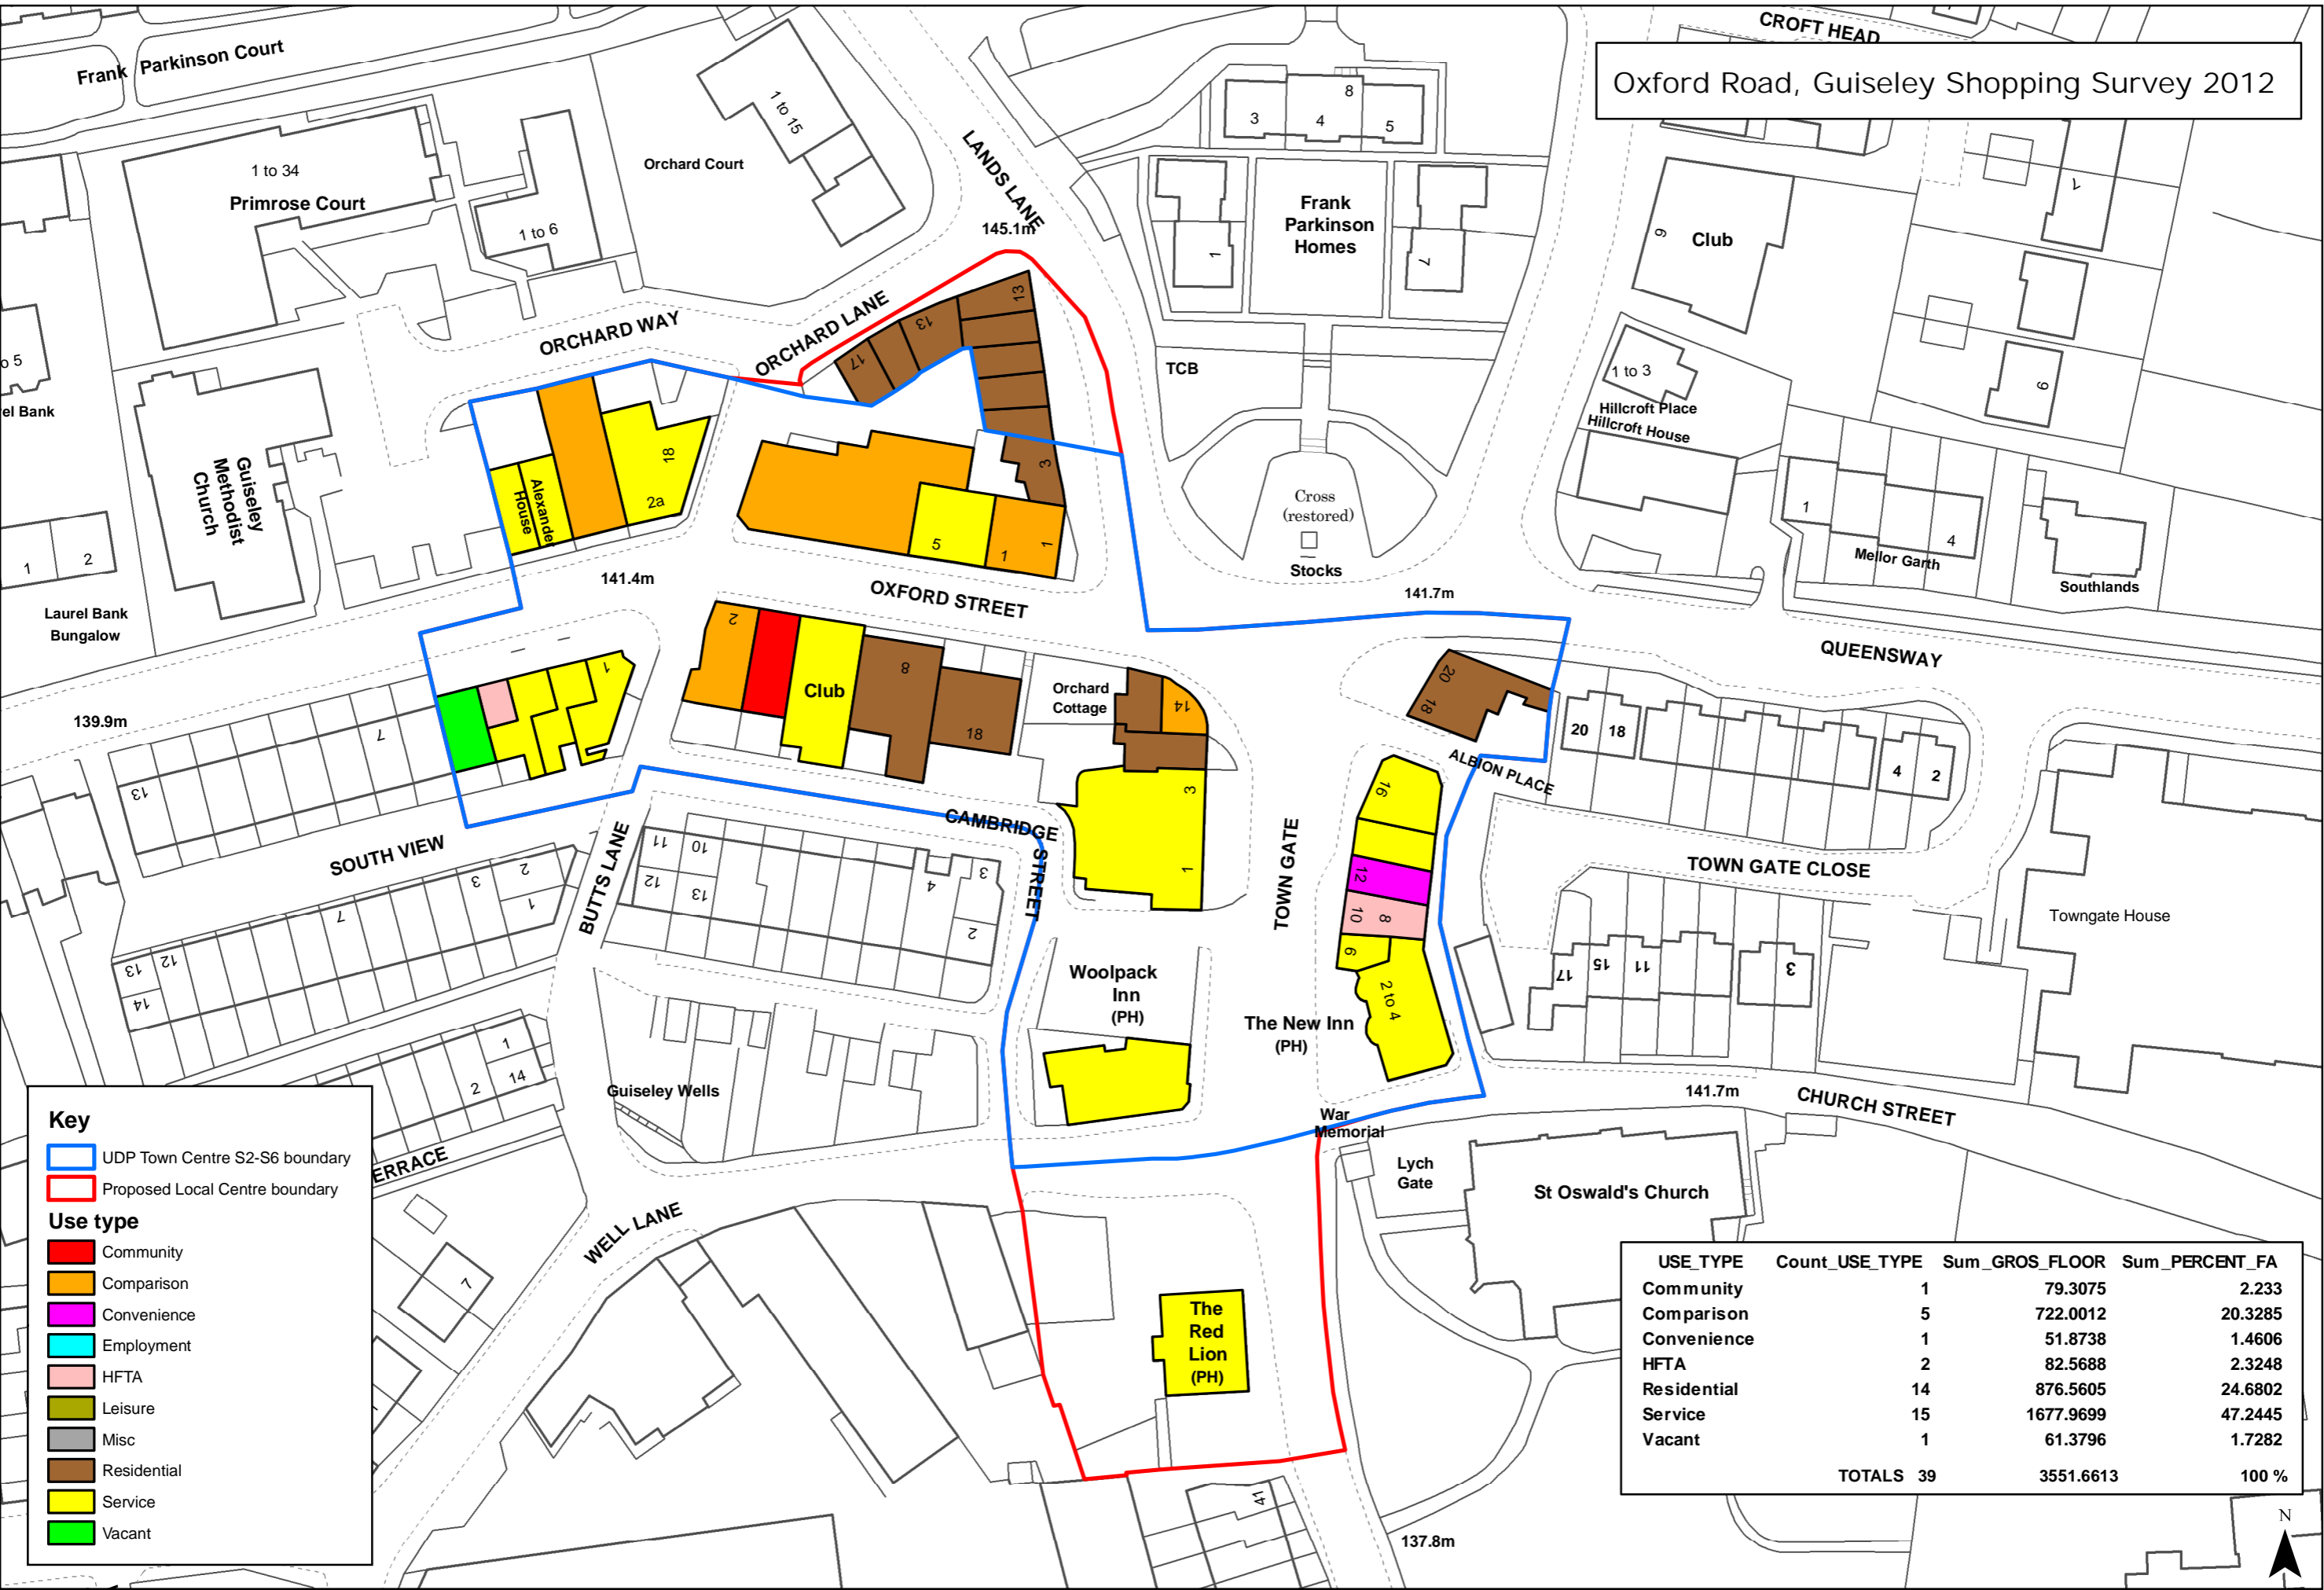 Oxford Road, Guiseley Shopping Survey 2012
CROFT HEAD
Frank Parkinson Court
1 to 34
Primrose Court
1 to 6
Orchard Court
1 to 15
LANDS LANE
145.1m
3
4
8
5
1
7
Frank
Parkinson
Homes
TCB
9
Club
1
1 to 3
Hillcroft Place
Hillcroft House
9
1
4
Mellor Garth
Southlands
o 5
rel Bank
ORCHARD WAY
ORCHARD LANE
17
13
13
3
Guiseley
Methodist
Church
Alexander
House
18
2a
5
1
1
Cross
(restored)
Stocks
1
2
Laurel Bank
Bungalow
141.4m
OXFORD STREET
141.7m
QUEENSWAY
139.9m
13
7
1
2
Club
8
18
Orchard
Cottage
14
3
1
20
18
ALBION PLACE
20
18
4
2
16
12
10
8
6
2 to 4
TOWN GATE
TOWN GATE CLOSE
Towngate House
17
15
11
3
SOUTH VIEW
BUTTS LANE
CAMBRIDGE
STREET
11
10
12
13
4
3
2
3
2
1
7
13
12
14
1
2
14
Woolpack
Inn
(PH)
The New Inn
(PH)
Guiseley Wells
War
Memorial
141.7m
CHURCH STREET
Lych
Gate
St Oswald's Church
ERRACE
WELL LANE
7
The
Red
Lion
(PH)
41
137.8m
Key
UDP Town Centre S2-S6 boundary
Proposed Local Centre boundary
Use type
Community
Comparison
Convenience
Employment
HFTA
Leisure
Misc
Residential
Service
Vacant
USE_TYPE Count_USE_TYPE Sum_GROS_FLOOR Sum_PERCENT_FA
Community 1 79.3075 2.233
Comparison 5 722.0012 20.3285
Convenience 1 51.8738 1.4606
HFTA 2 82.5688 2.3248
Residential 14 876.5605 24.6802
Service 15 1677.9699 47.2445
Vacant 1 61.3796 1.7282
TOTALS 39 3551.6613 100 %
N